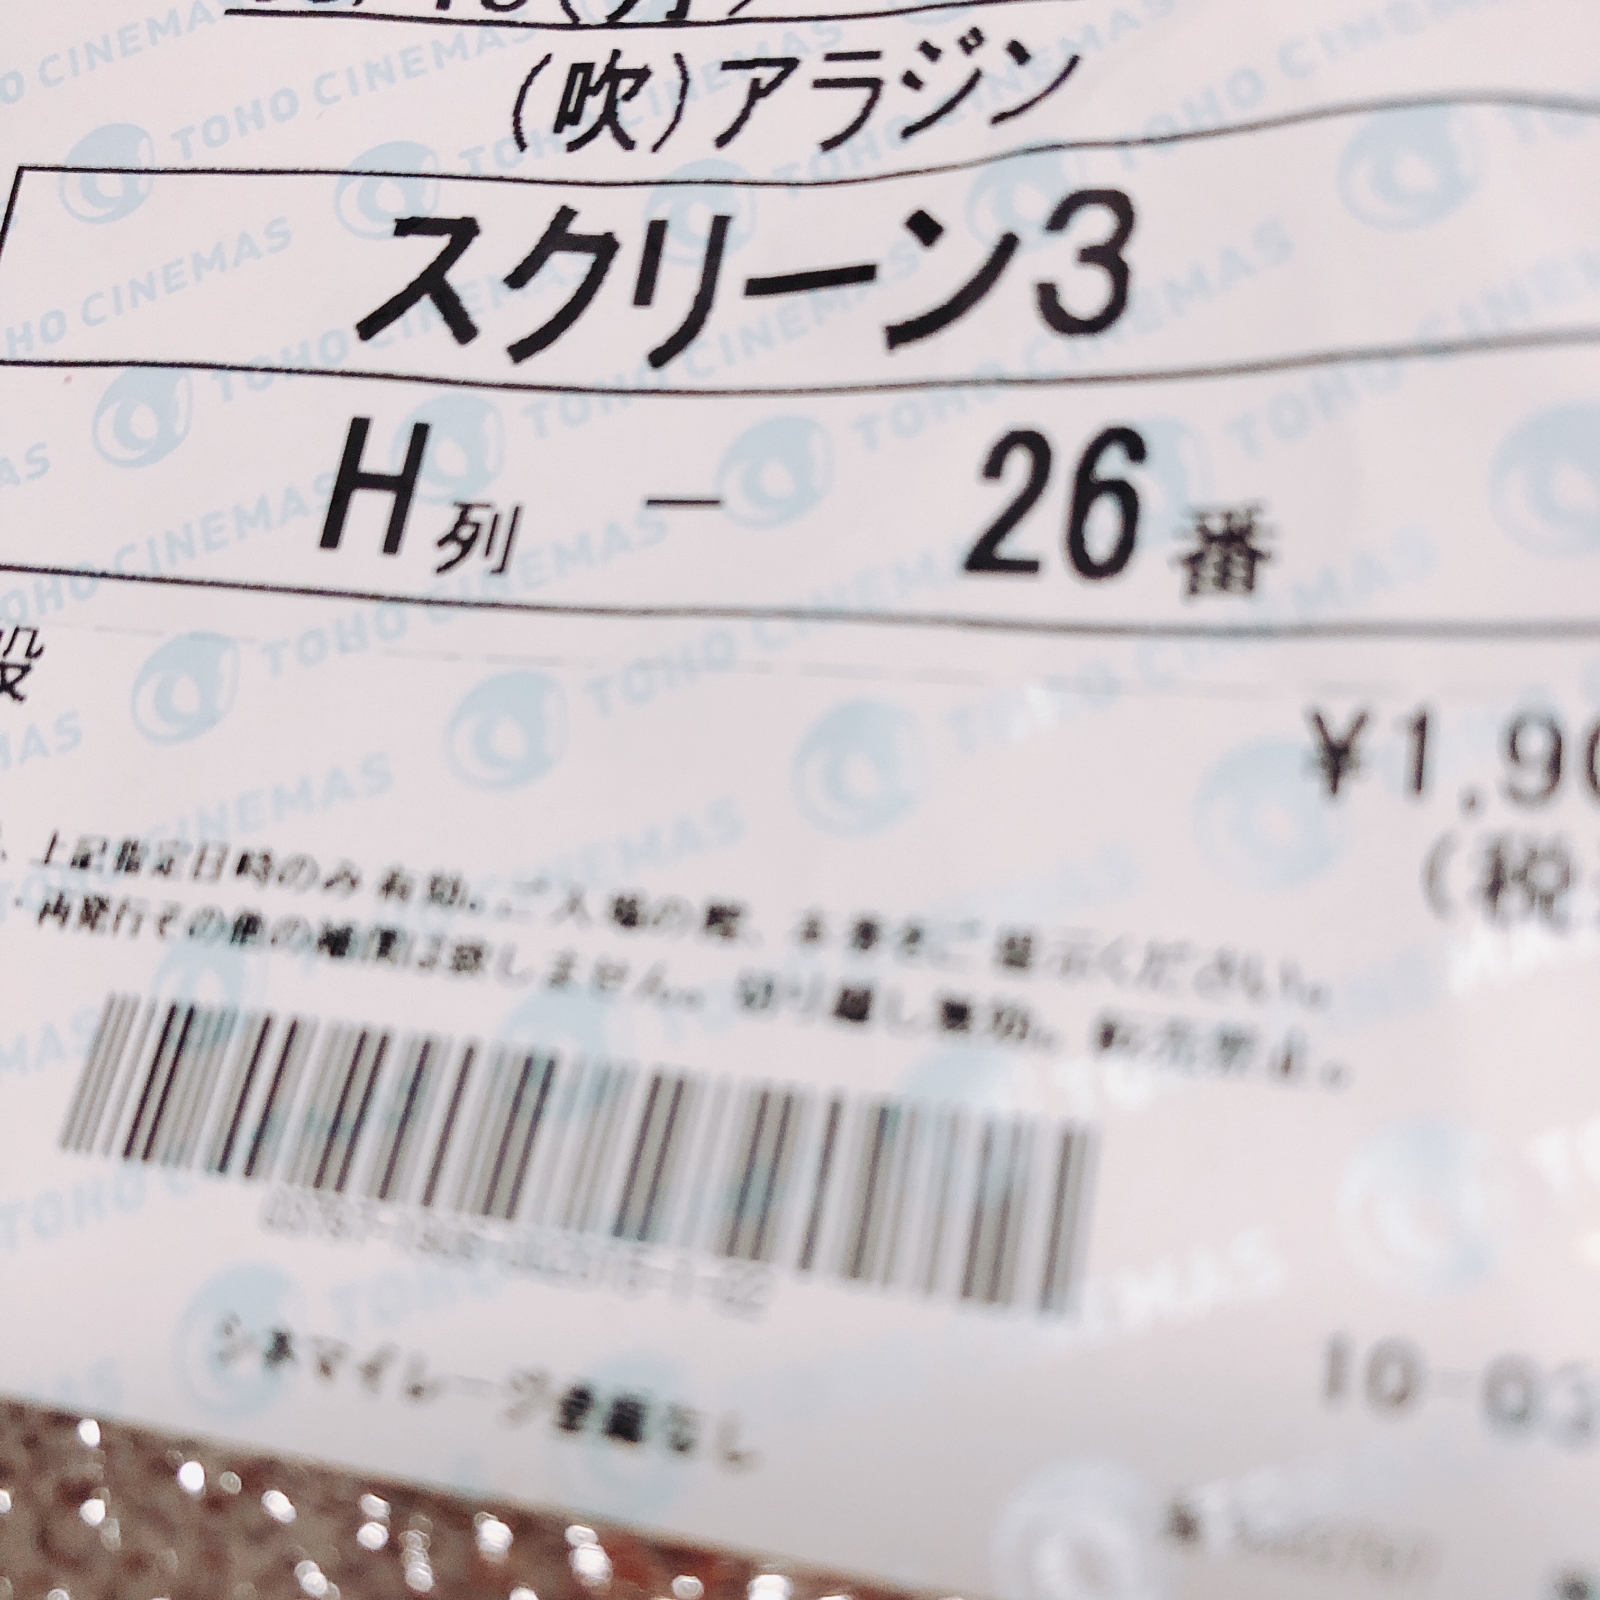 (吹)アラジン
スクリーン3
H列 － 26番
¥1,90
(税
上記指定日時のみ有効。ご入場の際、本券をご提示ください。
・再発行その他の補償は致しません。切り離し無効。転売禁止。
シネマイレージ登録なし
10-03
TOHO CINEMAS